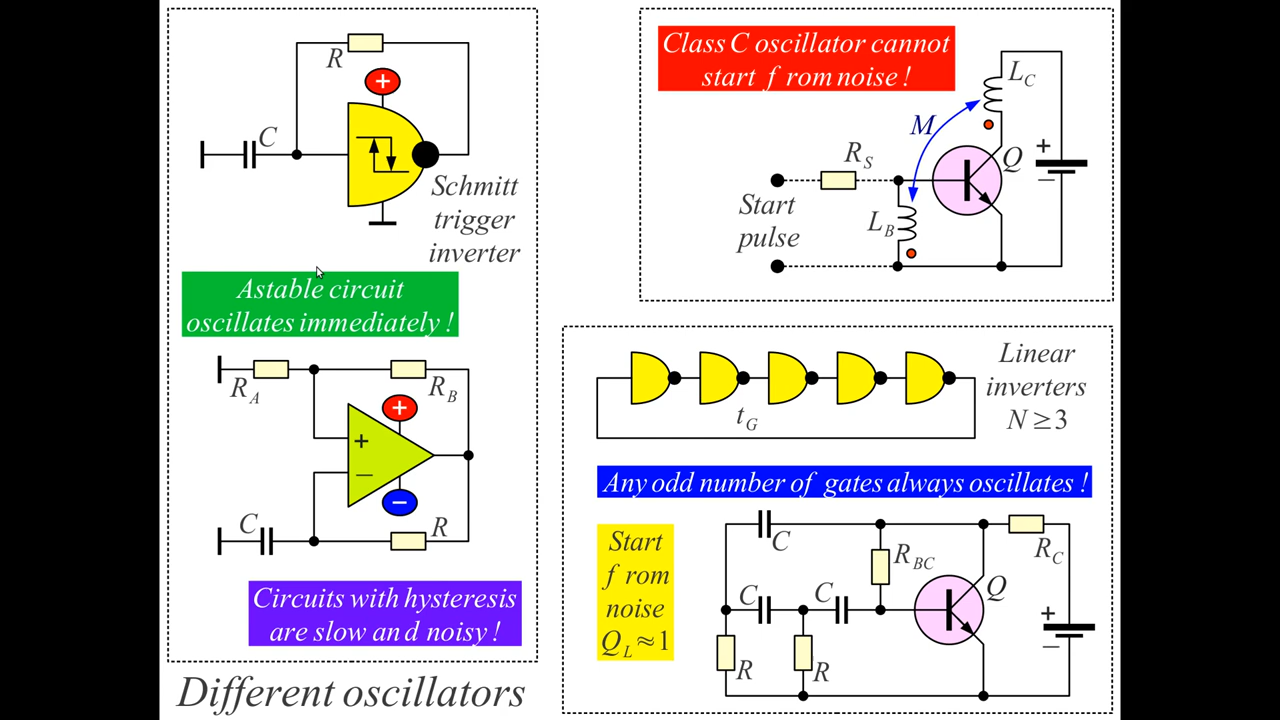 R
+
C
Schmitt
trigger
inverter
Astable circuit
oscillates immediately !
R_A
R_B
+
+
−
−
C
R
Circuits with hysteresis
are slow and noisy !
Different oscillators
Class C oscillator cannot
start f rom noise !
L_C
M
R_S
Q
+
−
Start
pulse
L_B
Linear
inverters
N ≥ 3
t_G
Any odd number of gates always oscillates !
Start
f rom
noise
Q_L ≈ 1
C
R_BC
R_C
C
C
Q
+
−
R
R